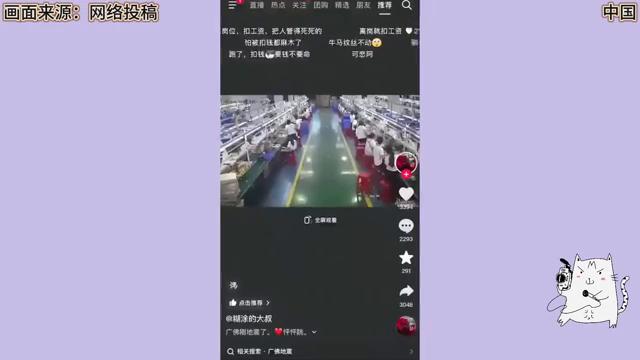 画面来源：网络投稿
中国
直播 热点 关注 团购 精选 朋友 推荐
岗位，扣工资、把人管得死死的 离岗就扣工资
怕被扣钱都麻木了 牛马纹丝不动
跑了，扣钱 要钱不要命 可悲阿
全屏观看
2293
291
3048
点击推荐 >
@糊涂的大叔
广佛刚地震了。 怦怦跳。
相关搜索 · 广佛地震